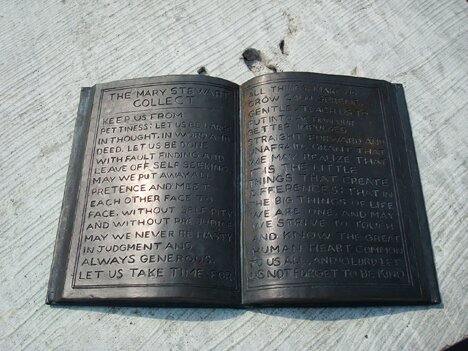 THE MARY STEWART
COLLECT
KEEP US FROM
PETTINESS; LET US BE LARGE
IN THOUGHT, IN WORD, IN
DEED. LET US BE DONE
WITH FAULT FINDING AND
LEAVE OFF SELF SEEKING.
MAY WE PUT AWAY ALL
PRETENCE AND MEET
EACH OTHER FACE TO
FACE, WITHOUT SELF PITY
AND WITHOUT PREJUDICE.
MAY WE NEVER BE HASTY
IN JUDGMENT AND
ALWAYS GENEROUS.
LET US TAKE TIME FOR
ALL THINGS; MAKE US
GROW CALM, SERENE,
GENTLE. TEACH US TO
PUT INTO ACTION OUR
BETTER IMPULSES
STRAIGHT FORWARD AND
UNAFRAID. GRANT THAT
WE MAY REALIZE THAT
IT IS THE LITTLE
THINGS THAT CREATE
DIFFERENCES; THAT IN
THE BIG THINGS OF LIFE
WE ARE ONE. AND MAY
WE STRIVE TO TOUCH
AND KNOW THE GREAT
HUMAN HEART COMMON
TO US ALL, AND O LORD LET
US NOT FORGET TO BE KIND